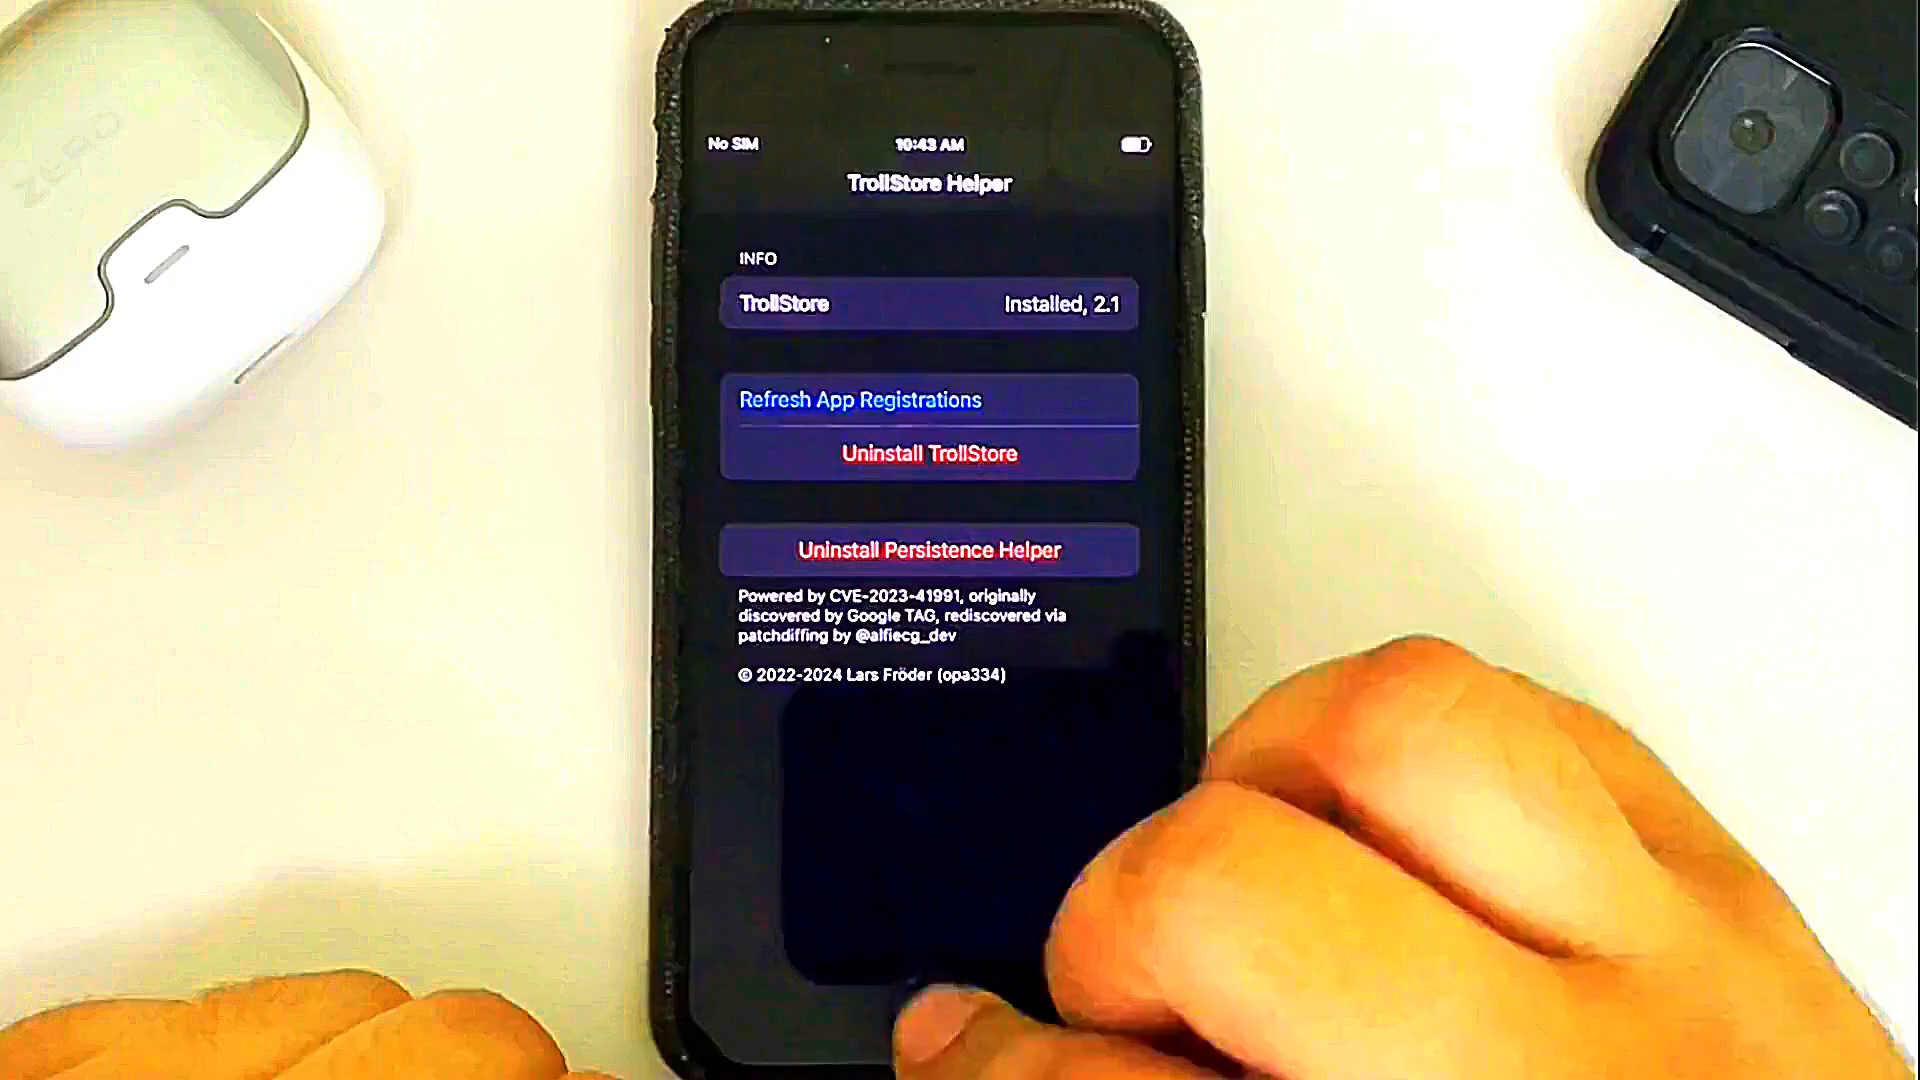 ZERO
No SIM
10:43 AM
TrollStore Helper
INFO
TrollStore Installed, 2.1
Refresh App Registrations
Uninstall TrollStore
Uninstall Persistence Helper
Powered by CVE-2023-41991, originally
discovered by Google TAG, rediscovered via
patchdiffing by @alfiecg_dev
© 2022-2024 Lars Fröder (opa334)